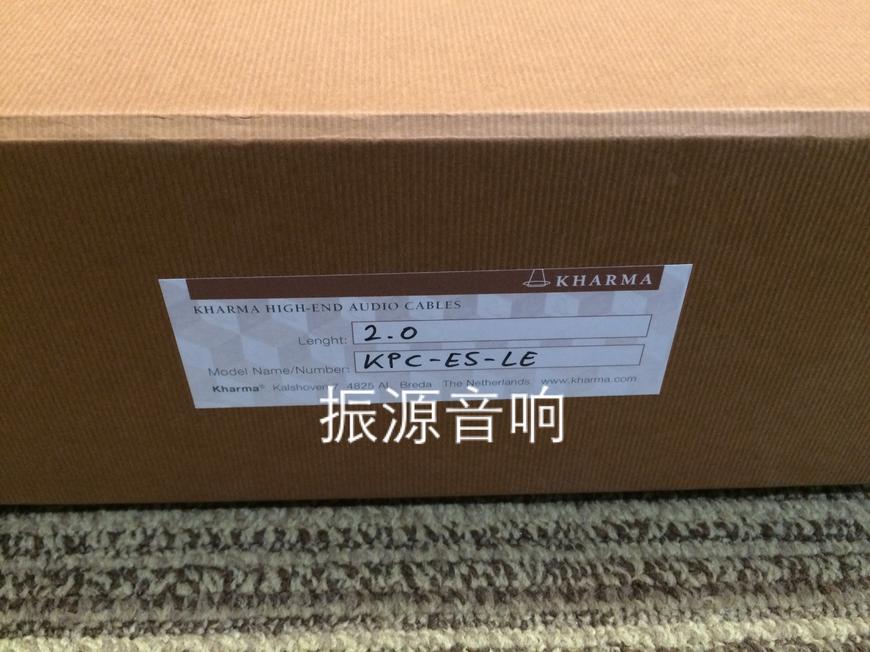 KHARMA
KHARMA HIGH-END AUDIO CABLES
Lenght: 2.0
Model Name/Number: KPC-E5-LE
Kharma® Kalshoven 7, 4825 AL Breda The Netherlands www.kharma.com
振源音响